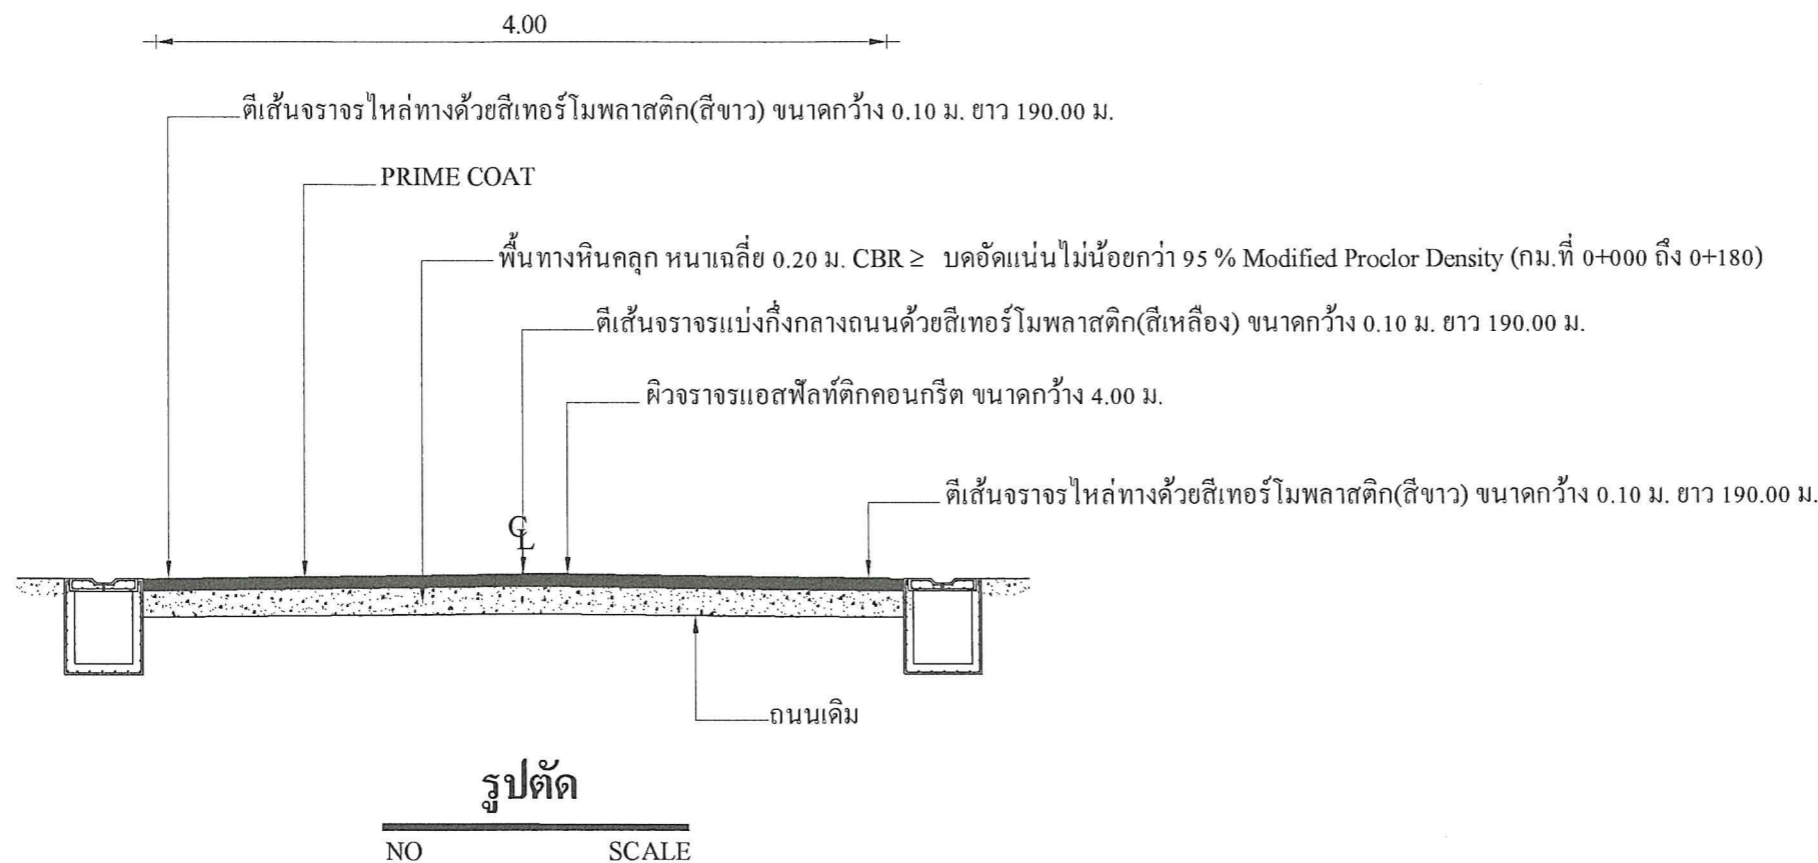 4.00
ตีเส้นจราจรไหล่ทางด้วยสีเทอร์โมพลาสติก(สีขาว) ขนาดกว้าง 0.10 ม. ยาว 190.00 ม.
PRIME COAT
พื้นทางหินคลุก หนาเฉลี่ย 0.20 ม. CBR ≥ บดอัดแน่นไม่น้อยกว่า 95 % Modified Proclor Density (กม.ที่ 0+000 ถึง 0+180)
ตีเส้นจราจรแบ่งกึ่งกลางถนนด้วยสีเทอร์โมพลาสติก(สีเหลือง) ขนาดกว้าง 0.10 ม. ยาว 190.00 ม.
ผิวจราจรแอสฟัลท์ติกคอนกรีต ขนาดกว้าง 4.00 ม.
ตีเส้นจราจรไหล่ทางด้วยสีเทอร์โมพลาสติก(สีขาว) ขนาดกว้าง 0.10 ม. ยาว 190.00 ม.
CL
ถนนเดิม
รูปตัด
NO SCALE